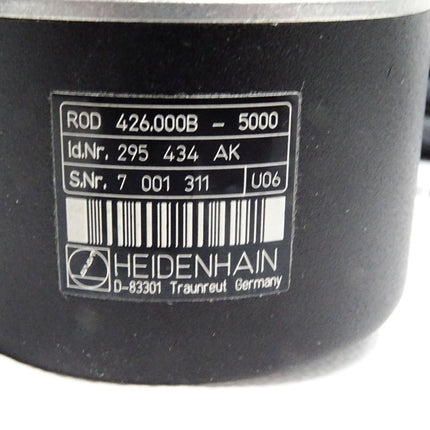 ROD 426.000B - 5000
Id.Nr. 295 434 AK
S.Nr. 7 001 311 U06
HEIDENHAIN
D-83301 Traunreut Germany